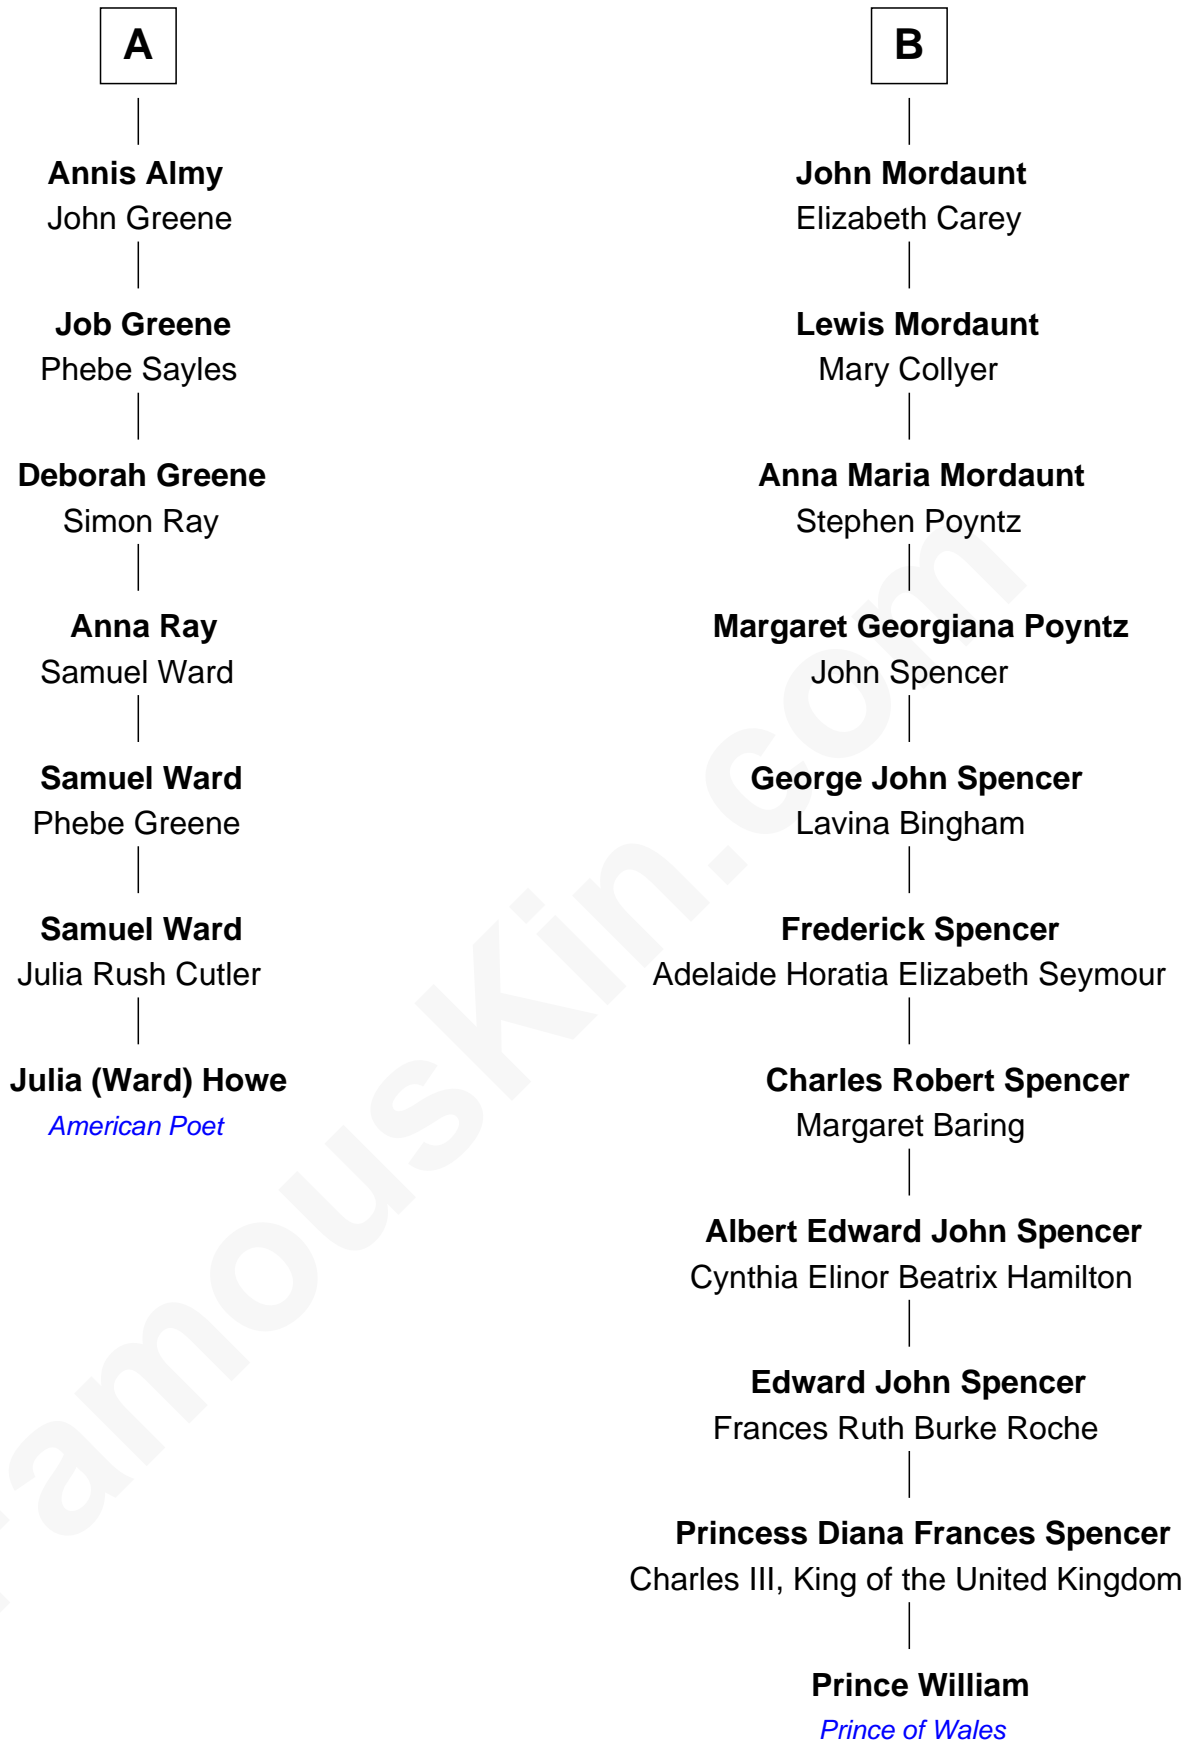 A
Annis Almy
John Greene
Job Greene
Phebe Sayles
Deborah Greene
Simon Ray
Anna Ray
Samuel Ward
Samuel Ward
Phebe Greene
Samuel Ward
Julia Rush Cutler
Julia (Ward) Howe
American Poet
B
John Mordaunt
Elizabeth Carey
Lewis Mordaunt
Mary Collyer
Anna Maria Mordaunt
Stephen Poyntz
Margaret Georgiana Poyntz
John Spencer
George John Spencer
Lavina Bingham
Frederick Spencer
Adelaide Horatia Elizabeth Seymour
Charles Robert Spencer
Margaret Baring
Albert Edward John Spencer
Cynthia Elinor Beatrix Hamilton
Edward John Spencer
Frances Ruth Burke Roche
Princess Diana Frances Spencer
Charles III, King of the United Kingdom
Prince William
Prince of Wales
FamousKin.com